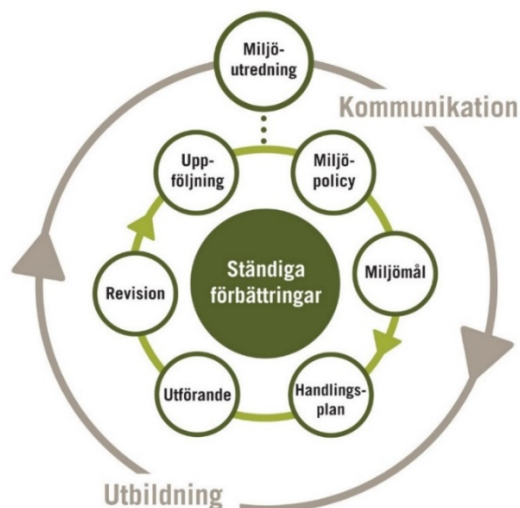 Miljö-
utredning
Kommunikation
Upp-
följning
Miljö-
policy
Ständiga
förbättringar
Miljömål
Revision
Utförande
Handlings-
plan
Utbildning